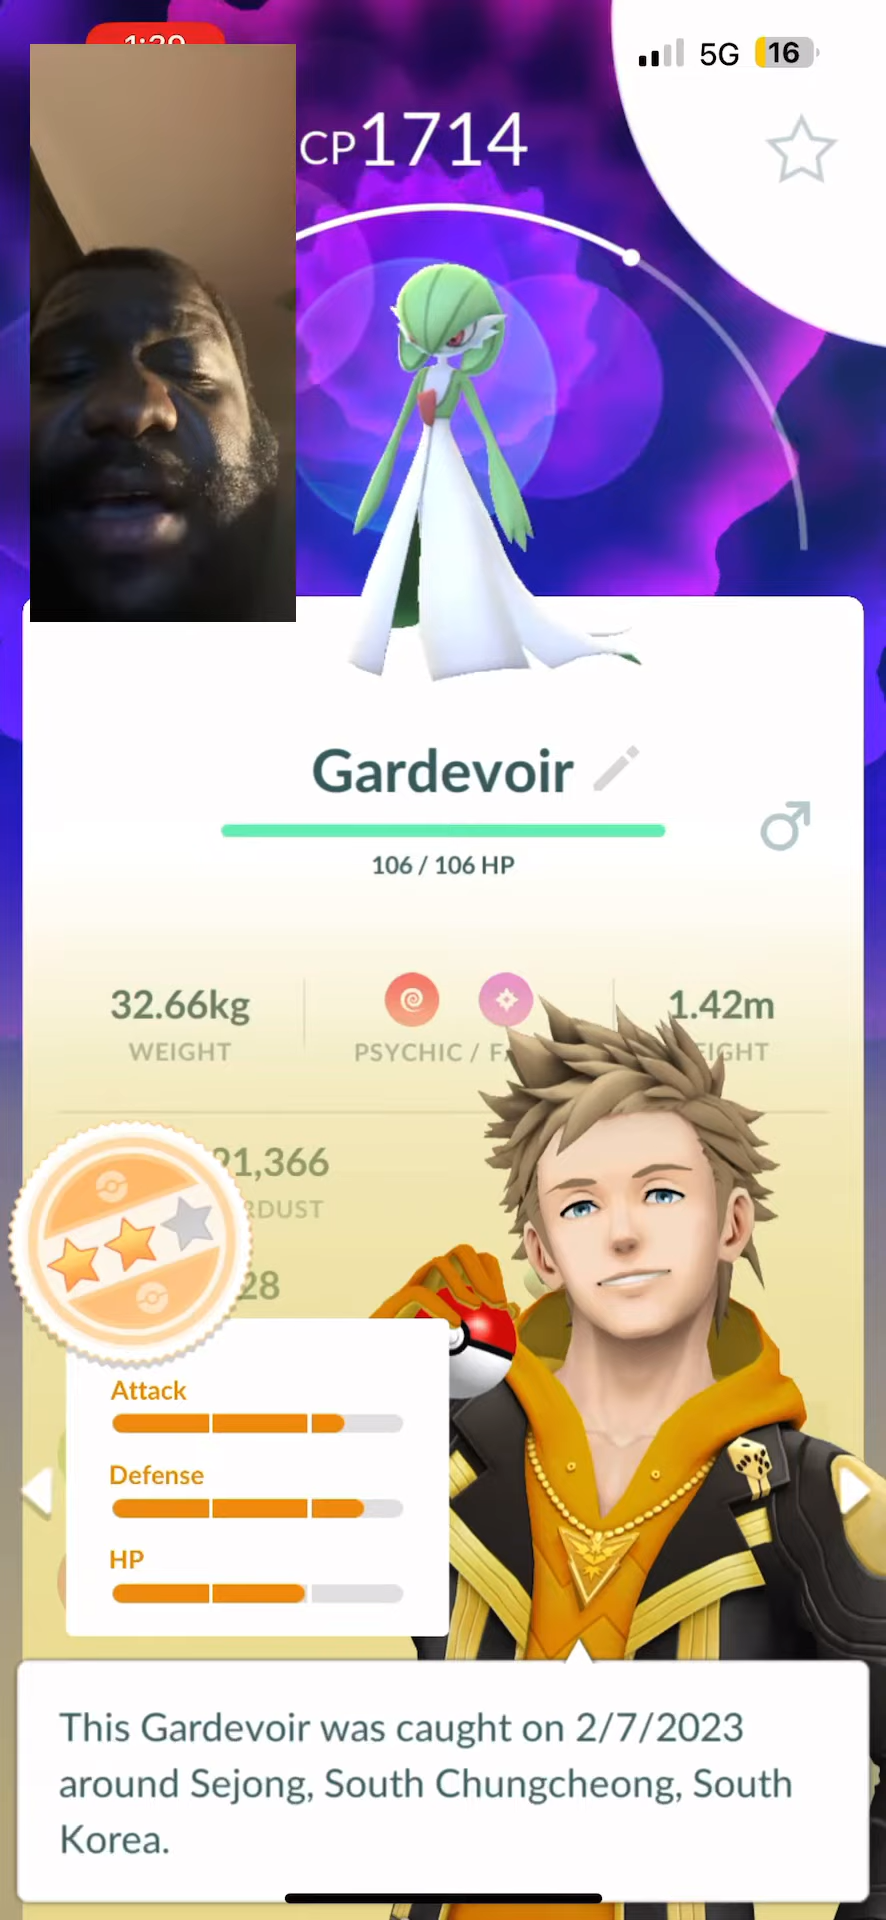 5G 16
CP1714
Gardevoir
106 / 106 HP
32.66kg
1.42m
WEIGHT
PSYCHIC /
Attack
Defense
HP
This Gardevoir was caught on 2/7/2023
around Sejong, South Chungcheong, South
Korea.